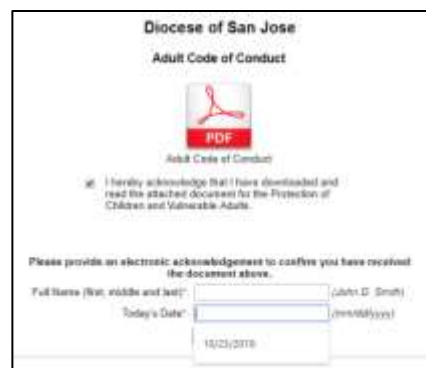 Diocese of San Jose
Adult Code of Conduct
PDF
Adult Code of Conduct
I hereby acknowledge that I have downloaded and
read the attached document for the Protection of
Children and Vulnerable Adults.
Please provide an electronic acknowledgement to confirm you have received
the document above.
Full Name (first, middle and last)* (John D. Smith)
Today's Date* (mm/dd/yyyy)